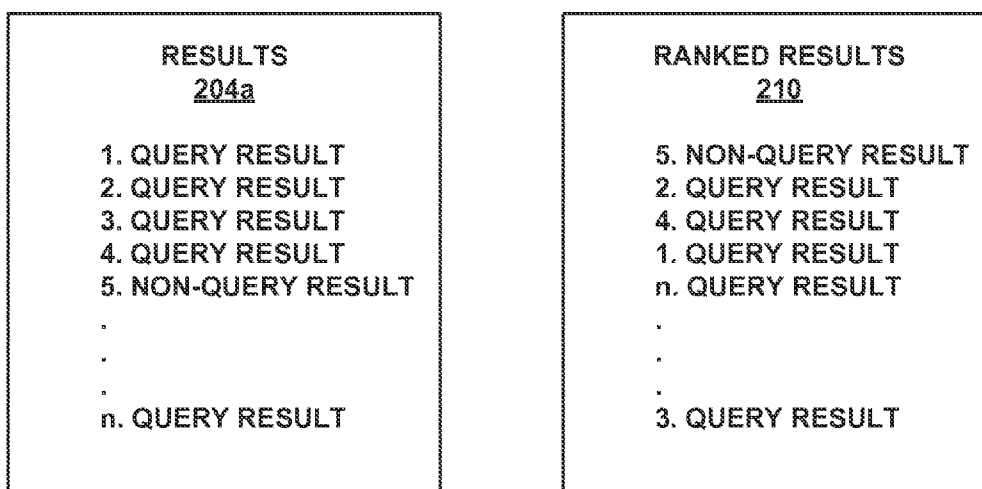 RESULTS
204a
1. QUERY RESULT
2. QUERY RESULT
3. QUERY RESULT
4. QUERY RESULT
5. NON-QUERY RESULT
.
.
.
n. QUERY RESULT
RANKED RESULTS
210
5. NON-QUERY RESULT
2. QUERY RESULT
4. QUERY RESULT
1. QUERY RESULT
n. QUERY RESULT
.
.
.
3. QUERY RESULT